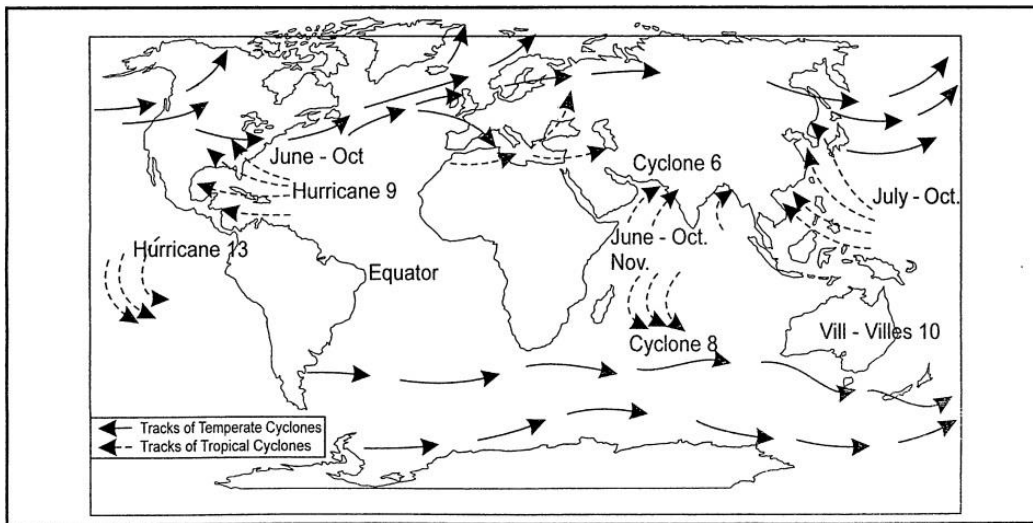 June - Oct
Hurricane 9
Cyclone 6
July - Oct.
Hurricane 13
June - Oct.
Nov.
Equator
Cyclone 8
Vill - Villes 10
Tracks of Temperate Cyclones
Tracks of Tropical Cyclones